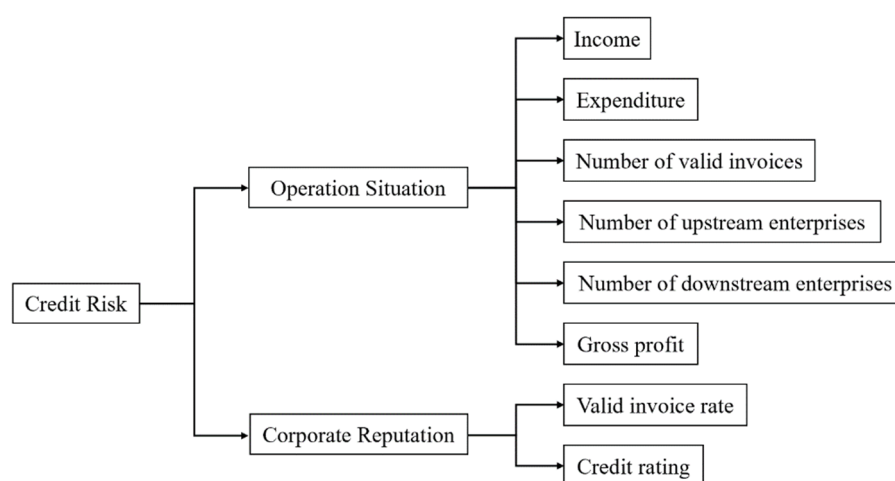 Income
Expenditure
Number of valid invoices
Operation Situation
Number of upstream enterprises
Number of downstream enterprises
Credit Risk
Gross profit
Valid invoice rate
Corporate Reputation
Credit rating